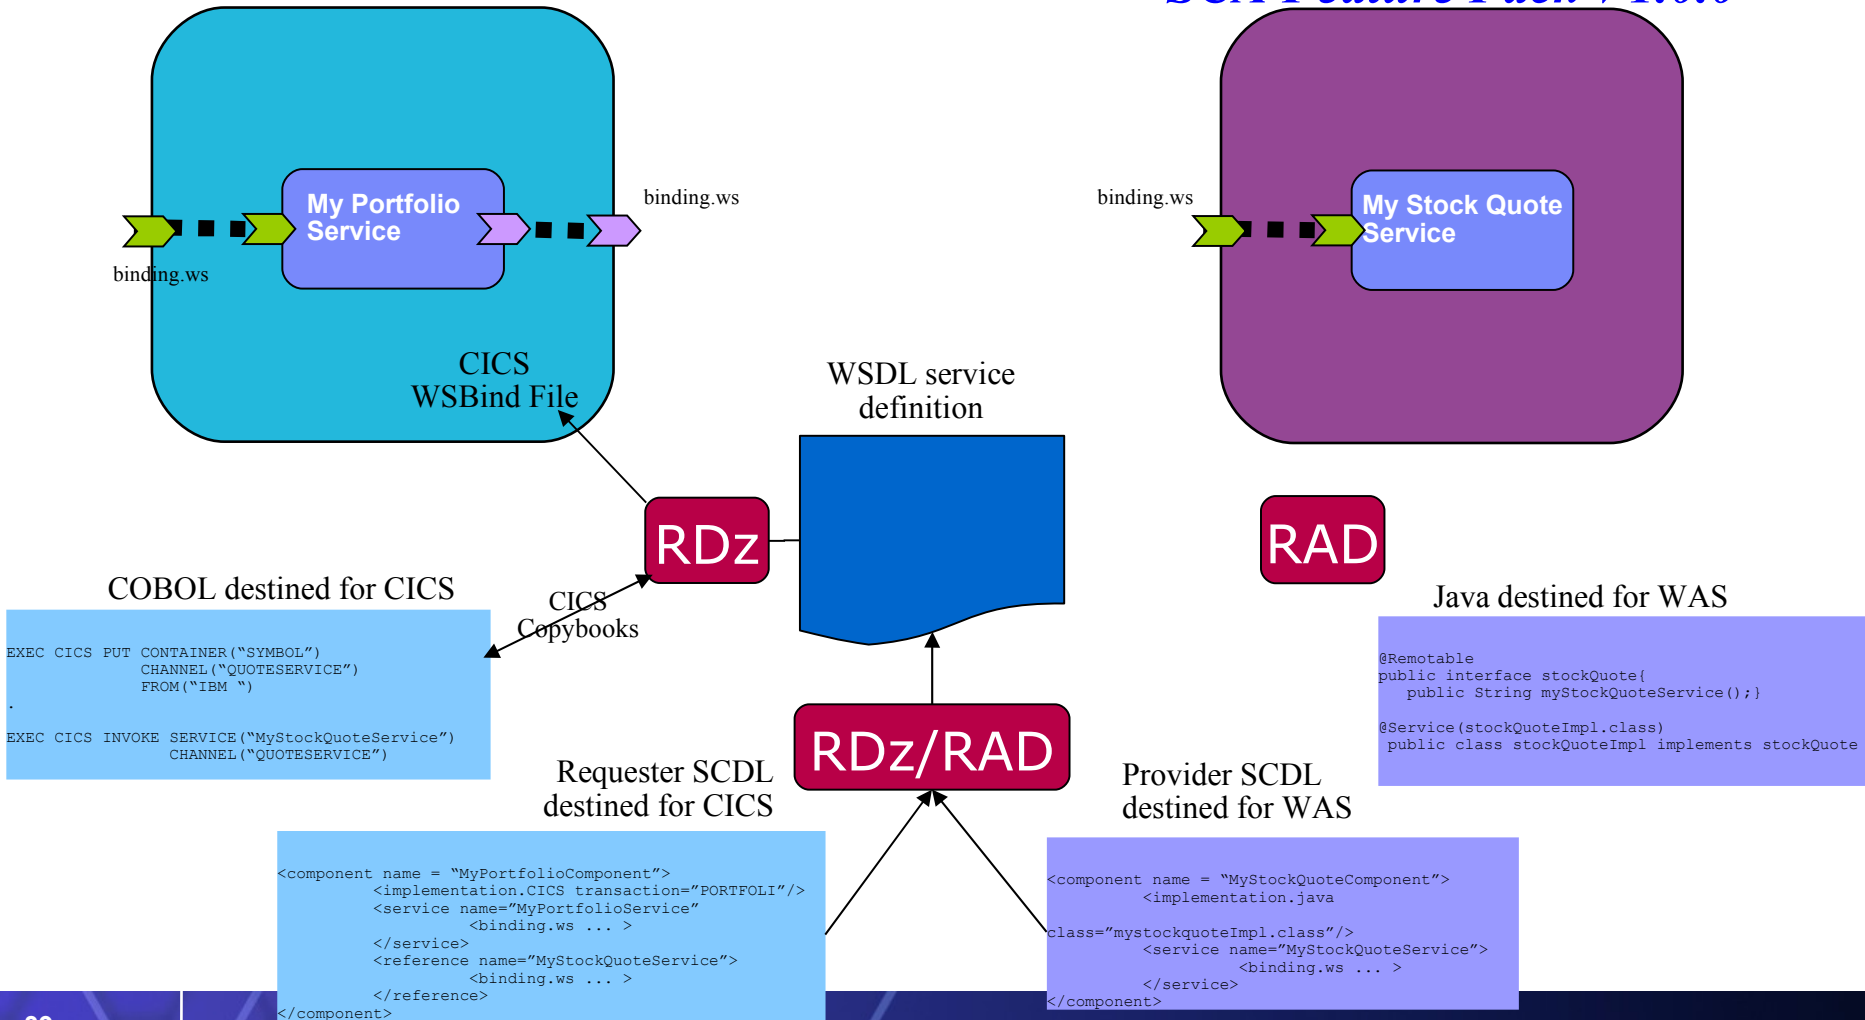 My Portfolio
Service
binding.ws
binding.ws
binding.ws
My Stock Quote
Service
CICS
WSBind File
WSDL service
definition
RDz
RAD
COBOL destined for CICS
CICS
Copybooks
Java destined for WAS
EXEC CICS PUT CONTAINER(“SYMBOL”)
CHANNEL(“QUOTESERVICE”)
FROM(“IBM “)
.
EXEC CICS INVOKE SERVICE(“MyStockQuoteService”)
CHANNEL(“QUOTESERVICE”)
@Remotable
public interface stockQuote{
public String myStockQuoteService();}
@Service(stockQuoteImpl.class)
public class stockQuoteImpl implements stockQuote
RDz/RAD
Requester SCDL
destined for CICS
Provider SCDL
destined for WAS
<component name = “MyPortfolioComponent”>
<implementation.CICS transaction=”PORTFOLI”/>
<service name=”MyPortfolioService”
<binding.ws ... >
</service>
<reference name=”MyStockQuoteService”>
<binding.ws ... >
</reference>
</component>
<component name = “MyStockQuoteComponent”>
<implementation.java
class=”mystockquoteImpl.class”/>
<service name=”MyStockQuoteService”>
<binding.ws ... >
</service>
</component>